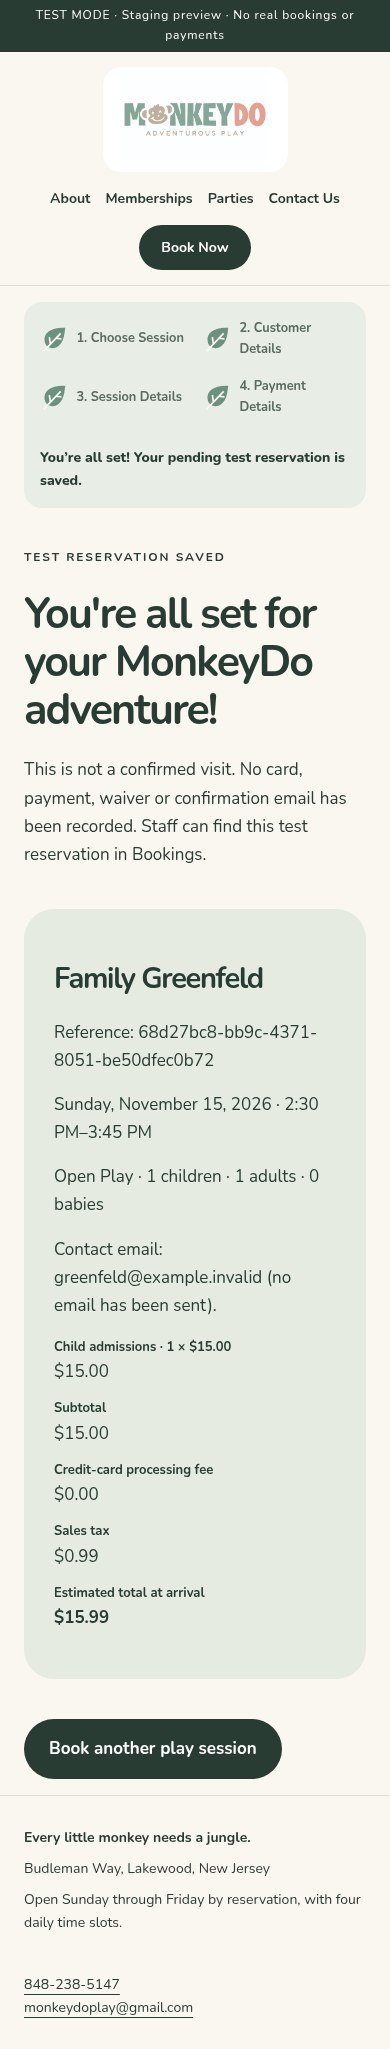 TEST MODE · Staging preview · No real bookings or
payments
MONKEYDO
ADVENTUROUS PLAY
About Memberships Parties Contact Us
Book Now
1. Choose Session
2. Customer
Details
3. Session Details
4. Payment
Details
You’re all set! Your pending test reservation is
saved.
TEST RESERVATION SAVED
You're all set for
your MonkeyDo
adventure!
This is not a confirmed visit. No card,
payment, waiver or confirmation email has
been recorded. Staff can find this test
reservation in Bookings.
Family Greenfeld
Reference: 68d27bc8-bb9c-4371-
8051-be50dfec0b72
Sunday, November 15, 2026 · 2:30
PM–3:45 PM
Open Play · 1 children · 1 adults · 0
babies
Contact email:
greenfeld@example.invalid (no
email has been sent).
Child admissions · 1 × $15.00
$15.00
Subtotal
$15.00
Credit-card processing fee
$0.00
Sales tax
$0.99
Estimated total at arrival
$15.99
Book another play session
Every little monkey needs a jungle.
Budleman Way, Lakewood, New Jersey
Open Sunday through Friday by reservation, with four
daily time slots.
848-238-5147
monkeydoplay@gmail.com